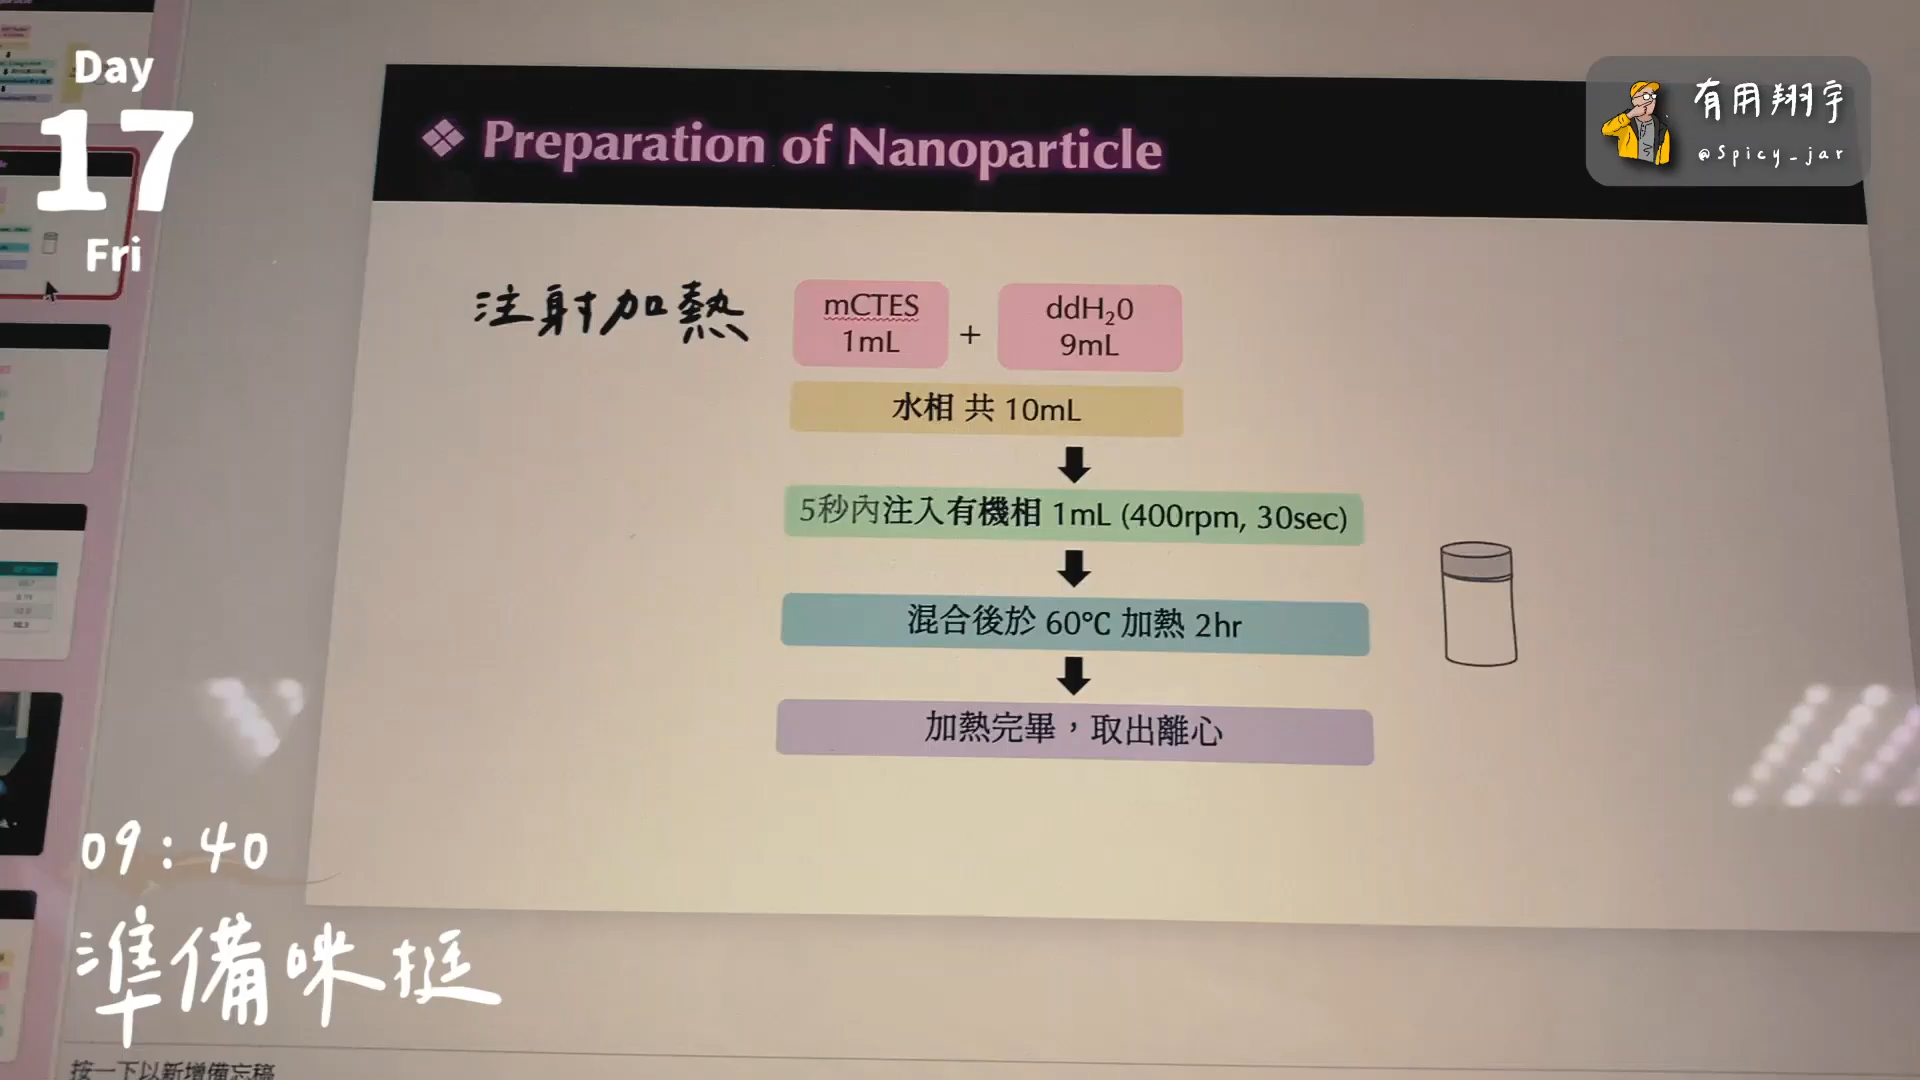 Day
17
Fri
有用翔宇
@Spicy_jar
❖ Preparation of Nanoparticle
注射加熱
mCTES
1mL
+
ddH₂0
9mL
水相 共 10mL
5秒內注入有機相 1mL (400rpm, 30sec)
混合後於 60°C 加熱 2hr
加熱完畢，取出離心
09:40
準備咪挺
按一下以新增備忘稿